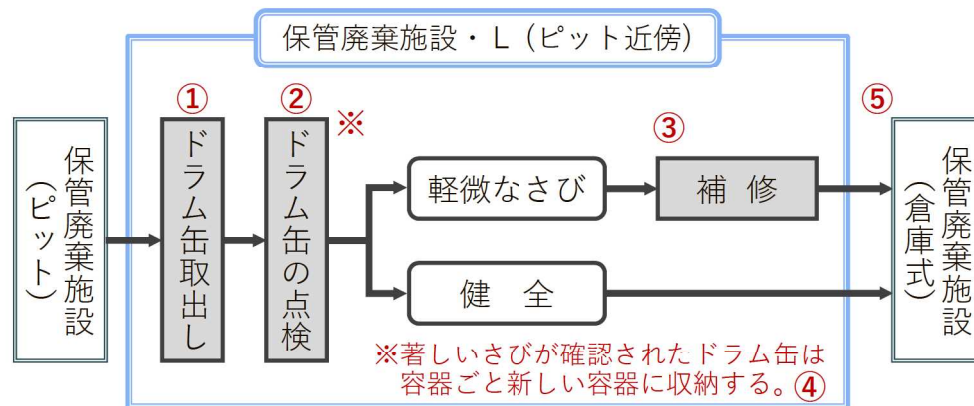 保管廃棄施設・L(ピット近傍)
保管廃棄施設
(ピット)
①
ドラム缶取出し
②
ドラム缶の点検
※
軽微なさび
③
補 修
健 全
※著しいさびが確認されたドラム缶は
容器ごと新しい容器に収納する。④
⑤
保管廃棄施設
(倉庫式)